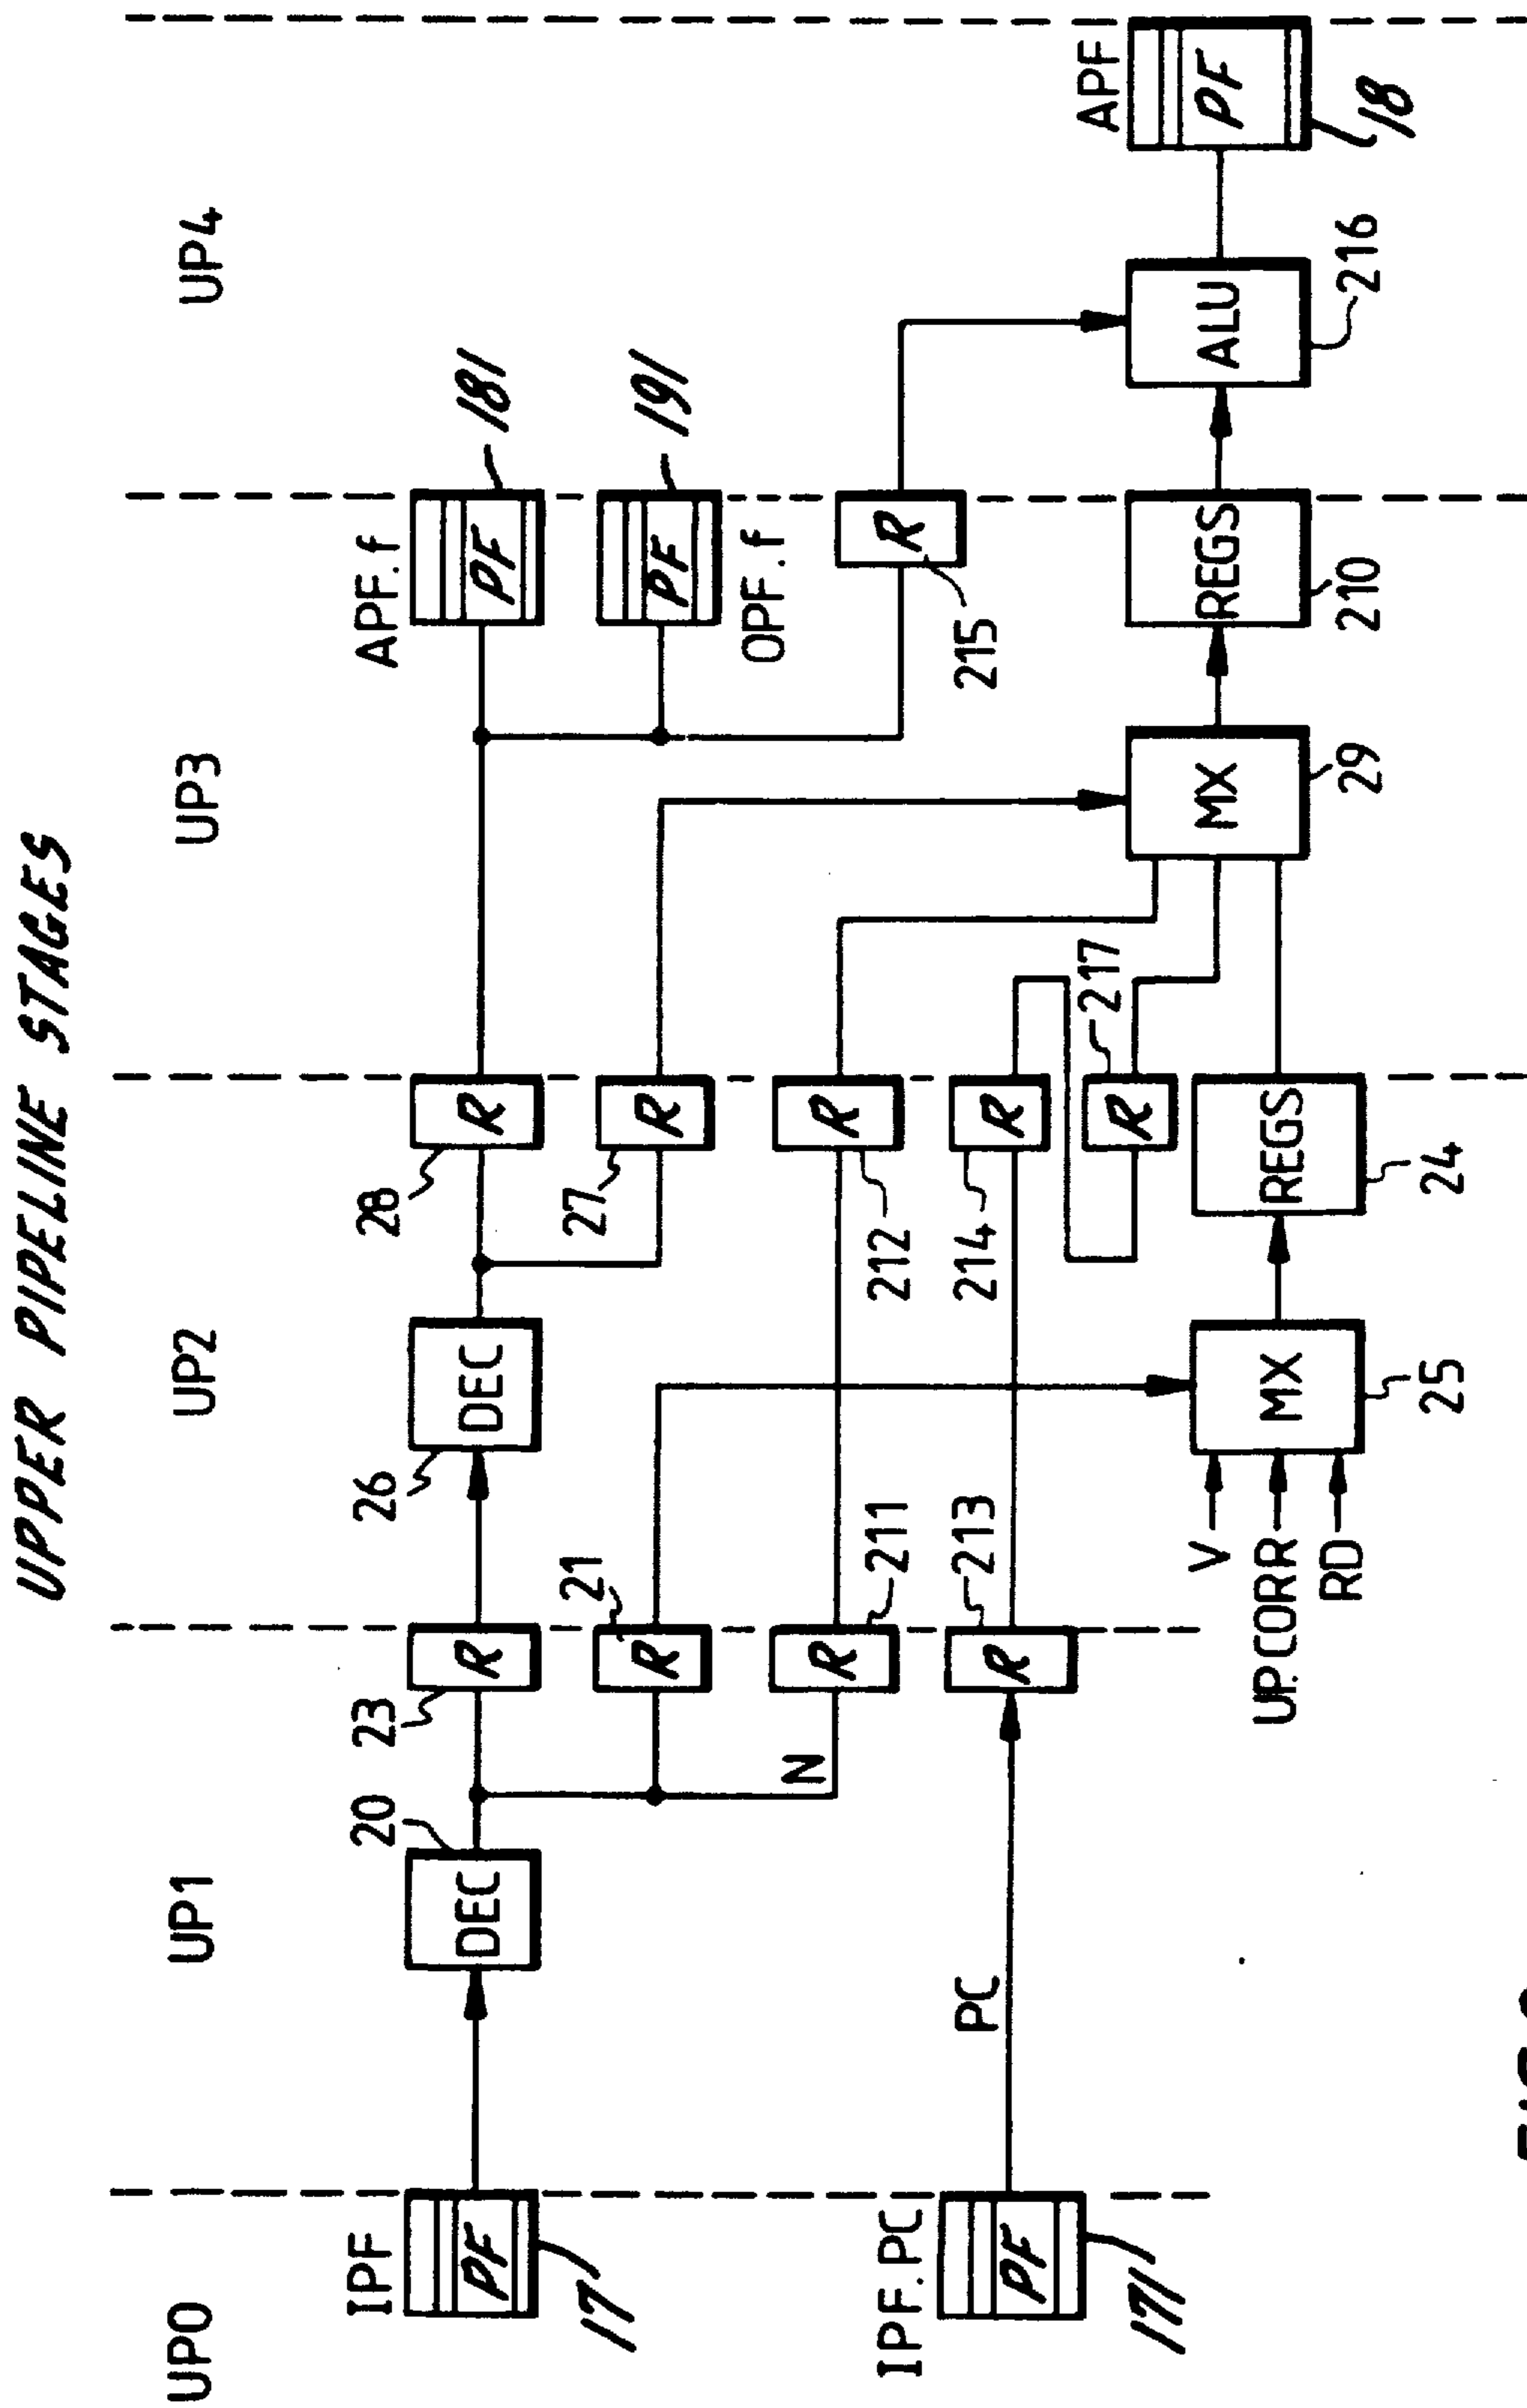 UPPER PIPELINE STAGES
UP0
UP1
UP2
UP3
UP4
IPF
PF
17
DEC
20
23
R
26
DEC
28
R
APF.f
PF
181
21
R
27
R
PF
191
OPF.f
N
R
211
R
212
R
215
IPF.PC
PF
171
PC
R
213
R
214
R
217
V
UP.CORR
RD
MX
25
REGS
24
MX
29
REGS
210
ALU
216
APF
PF
18